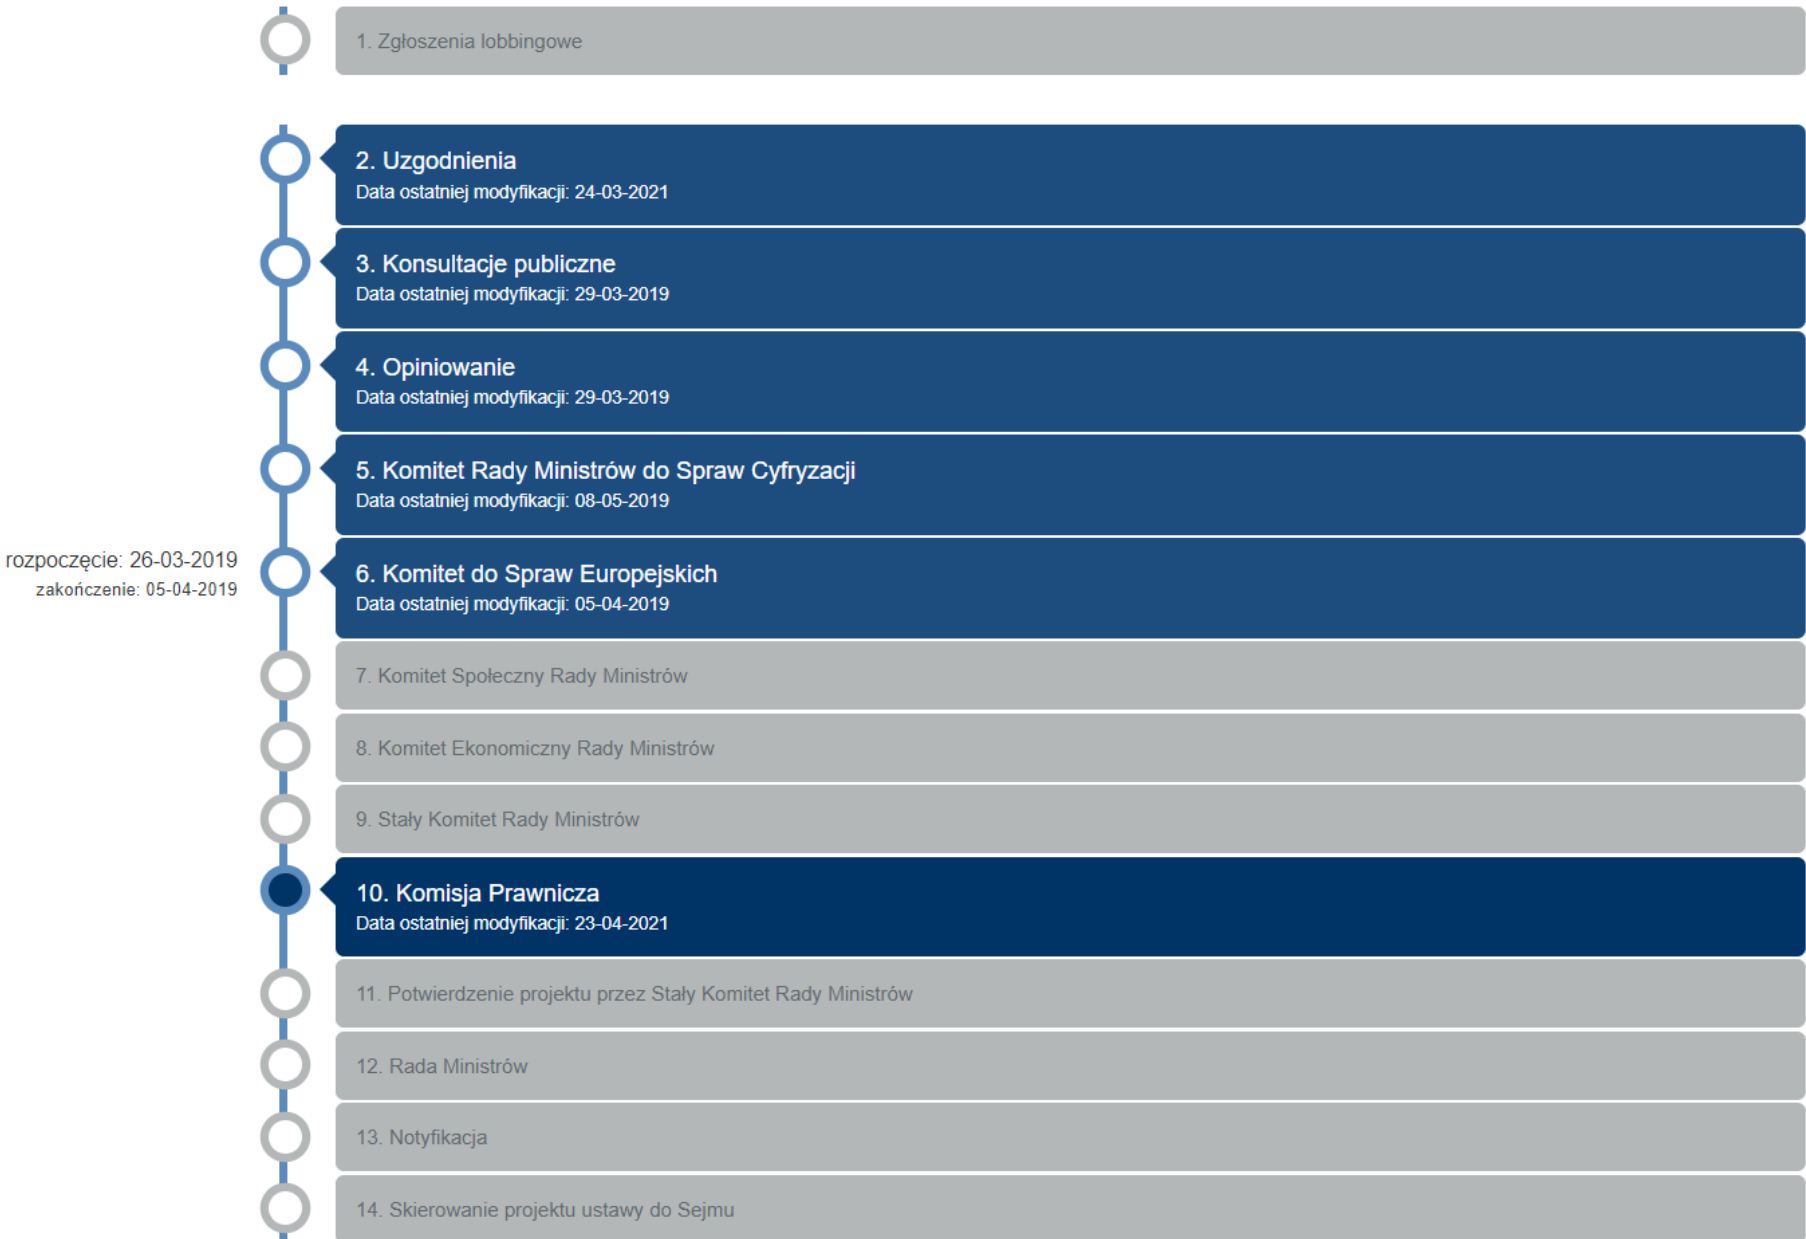 1. Zgłoszenia lobbingowe
2. Uzgodnienia
Data ostatniej modyfikacji: 24-03-2021
3. Konsultacje publiczne
Data ostatniej modyfikacji: 29-03-2019
4. Opiniowanie
Data ostatniej modyfikacji: 29-03-2019
5. Komitet Rady Ministrów do Spraw Cyfryzacji
Data ostatniej modyfikacji: 08-05-2019
rozpoczęcie: 26-03-2019
zakończenie: 05-04-2019
6. Komitet do Spraw Europejskich
Data ostatniej modyfikacji: 05-04-2019
7. Komitet Społeczny Rady Ministrów
8. Komitet Ekonomiczny Rady Ministrów
9. Stały Komitet Rady Ministrów
10. Komisja Prawnicza
Data ostatniej modyfikacji: 23-04-2021
11. Potwierdzenie projektu przez Stały Komitet Rady Ministrów
12. Rada Ministrów
13. Notyfikacja
14. Skierowanie projektu ustawy do Sejmu